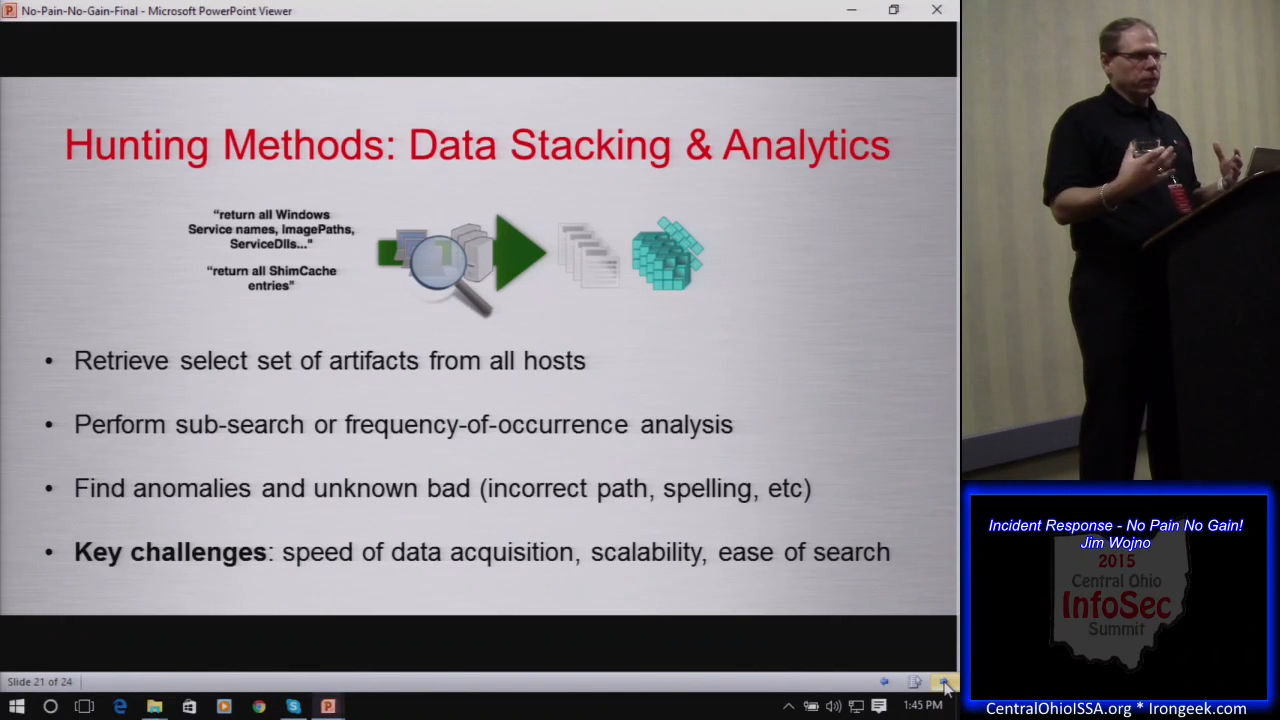 No-Pain-No-Gain-Final - Microsoft PowerPoint Viewer
Hunting Methods: Data Stacking & Analytics
“return all Windows
Service names, ImagePaths,
ServiceDlls..."
“return all ShimCache
entries”
• Retrieve select set of artifacts from all hosts
• Perform sub-search or frequency-of-occurrence analysis
• Find anomalies and unknown bad (incorrect path, spelling, etc)
• Key challenges: speed of data acquisition, scalability, ease of search
Slide 21 of 24
1:45 PM
Incident Response - No Pain No Gain!
Jim Wojno
2015
Central Ohio
InfoSec
Summit
CentralOhioISSA.org * Irongeek.com